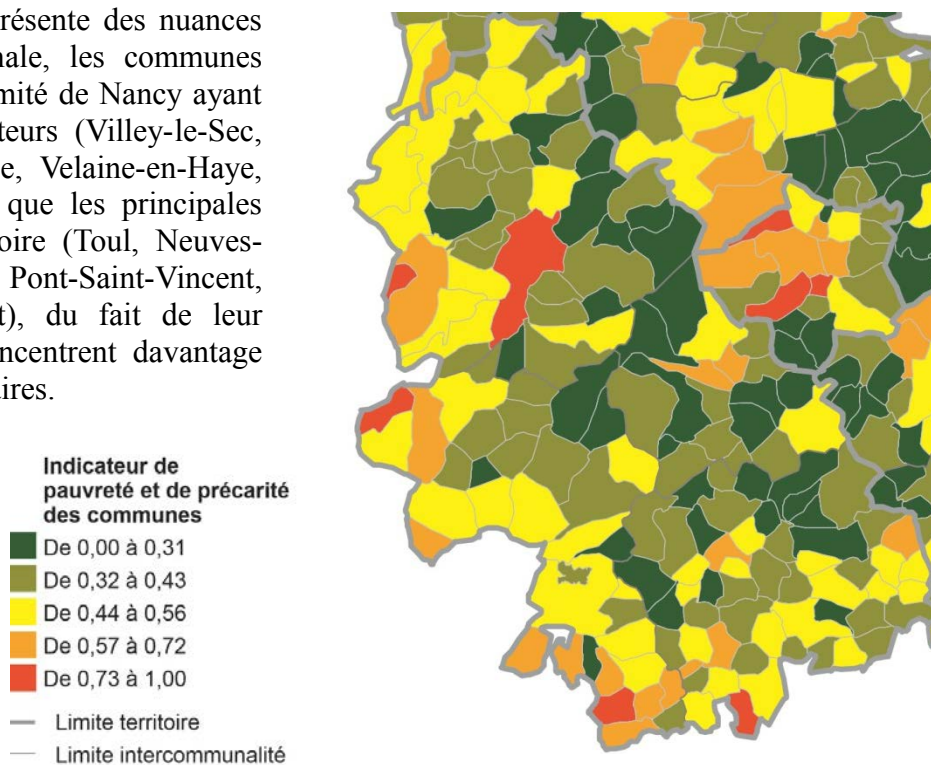 résente des nuances
nale, les communes
mité de Nancy ayant
teurs (Villey-le-Sec,
e, Velaine-en-Haye,
que les principales
oire (Toul, Neuves-
Pont-Saint-Vincent,
t), du fait de leur
ncentrent davantage
aires.
Indicateur de
pauvreté et de précarité
des communes
De 0,00 à 0,31
De 0,32 à 0,43
De 0,44 à 0,56
De 0,57 à 0,72
De 0,73 à 1,00
Limite territoire
Limite intercommunalité